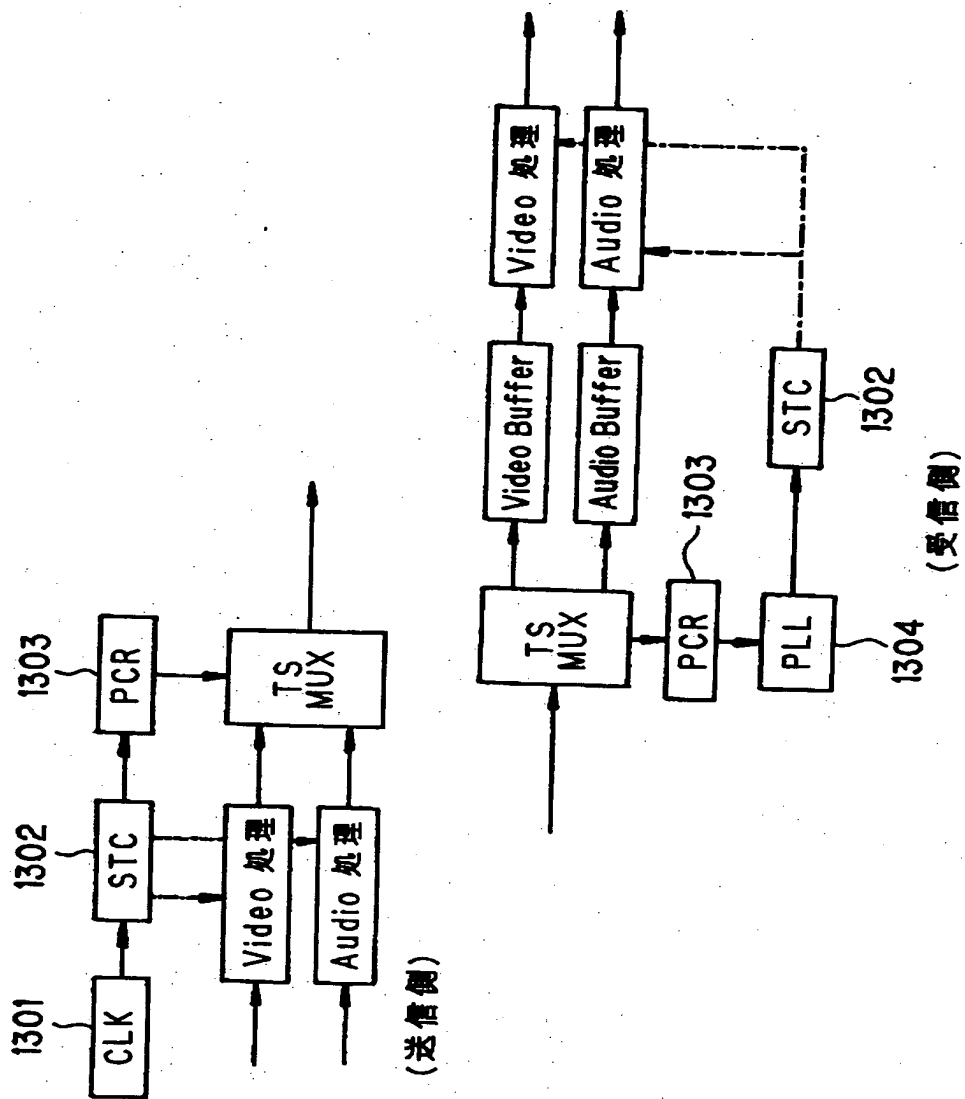 1301
CLK
1302
STC
1303
PCR
Video 処理
Audio 処理
TS
MUX
(送信側)
TS
MUX
Video Buffer
Audio Buffer
Video 処理
Audio 処理
PCR
1303
PLL
1304
STC
1302
(受信側)